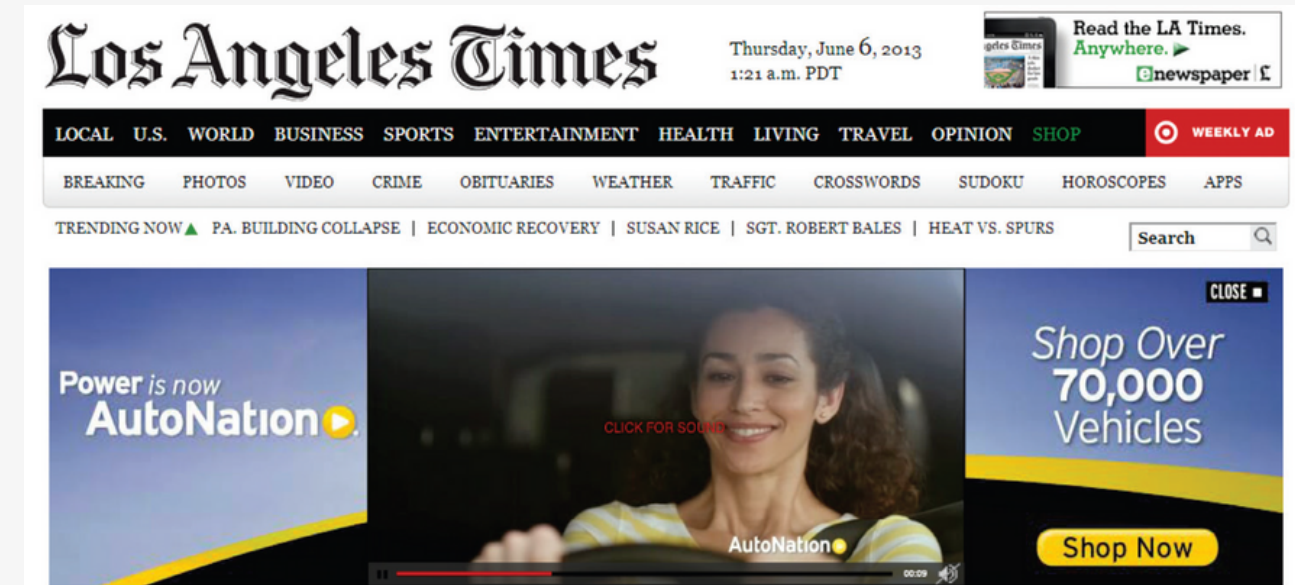 Los Angeles Times
Thursday, June 6, 2013
1:21 a.m. PDT
Read the LA Times.
Anywhere.
enewspaper
LOCAL U.S. WORLD BUSINESS SPORTS ENTERTAINMENT HEALTH LIVING TRAVEL OPINION SHOP WEEKLY AD
BREAKING PHOTOS VIDEO CRIME OBITUARIES WEATHER TRAFFIC CROSSWORDS SUDOKU HOROSCOPES APPS
TRENDING NOW▲ PA. BUILDING COLLAPSE | ECONOMIC RECOVERY | SUSAN RICE | SGT. ROBERT BALES | HEAT VS. SPURS
Search
Power is now
AutoNation
CLICK FOR SOUND
AutoNation
00:09
CLOSE
Shop Over
70,000
Vehicles
Shop Now